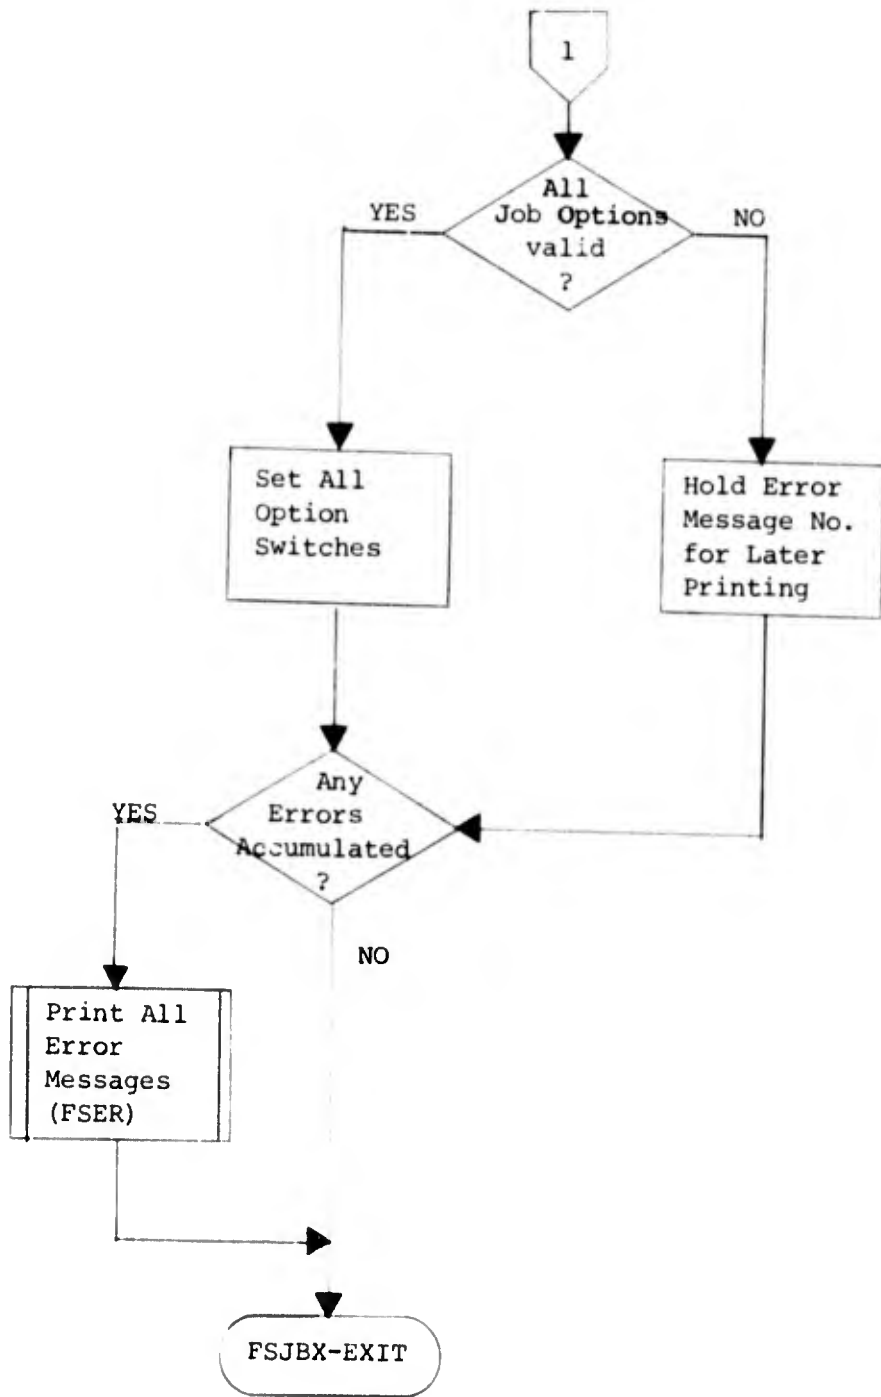 1
All
Job Options
valid
?
YES
NO
Set All
Option
Switches
Hold Error
Message No.
for Later
Printing
Any
Errors
Accumulated
?
YES
NO
Print All
Error
Messages
(FSER)
FSJBX-EXIT